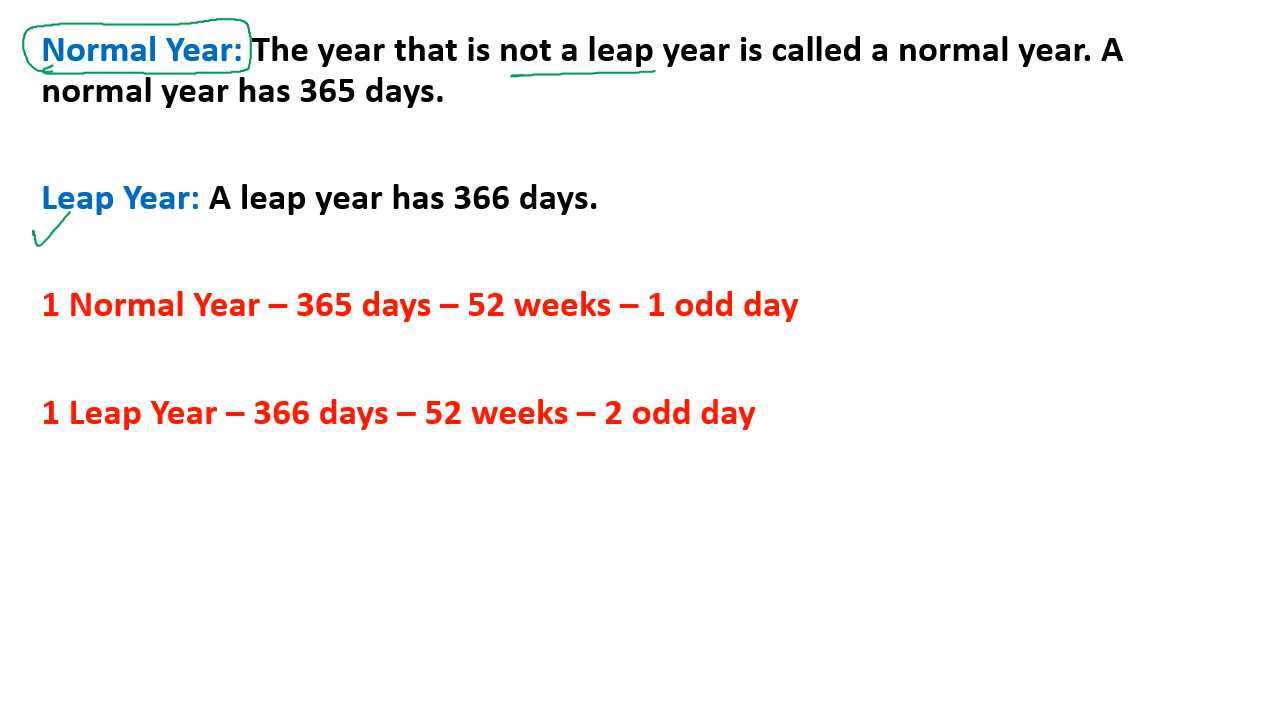 Normal Year: The year that is not a leap year is called a normal year. A
normal year has 365 days.
Leap Year: A leap year has 366 days.
1 Normal Year – 365 days – 52 weeks – 1 odd day
1 Leap Year – 366 days – 52 weeks – 2 odd day